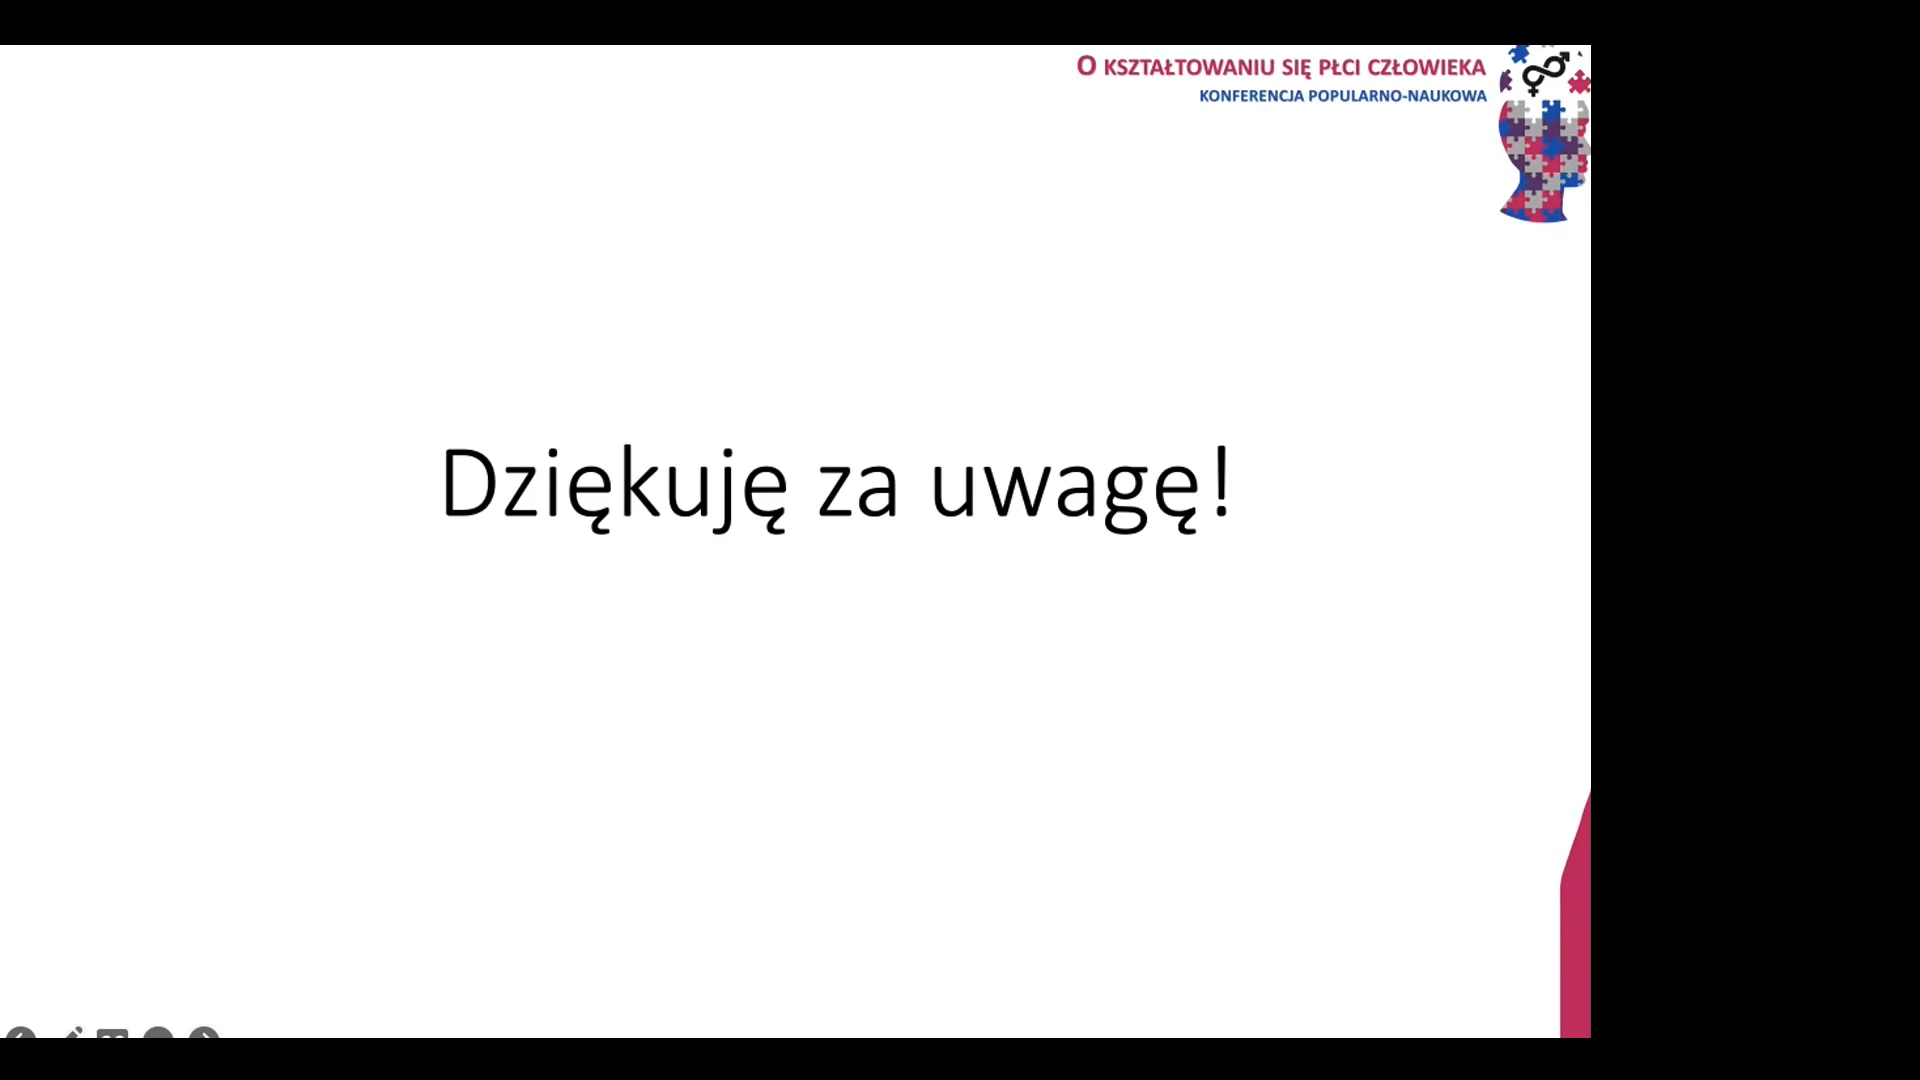 O KSZTAŁTOWANIU SIĘ PŁCI CZŁOWIEKA
KONFERENCJA POPULARNO-NAUKOWA
Dziękuję za uwagę!